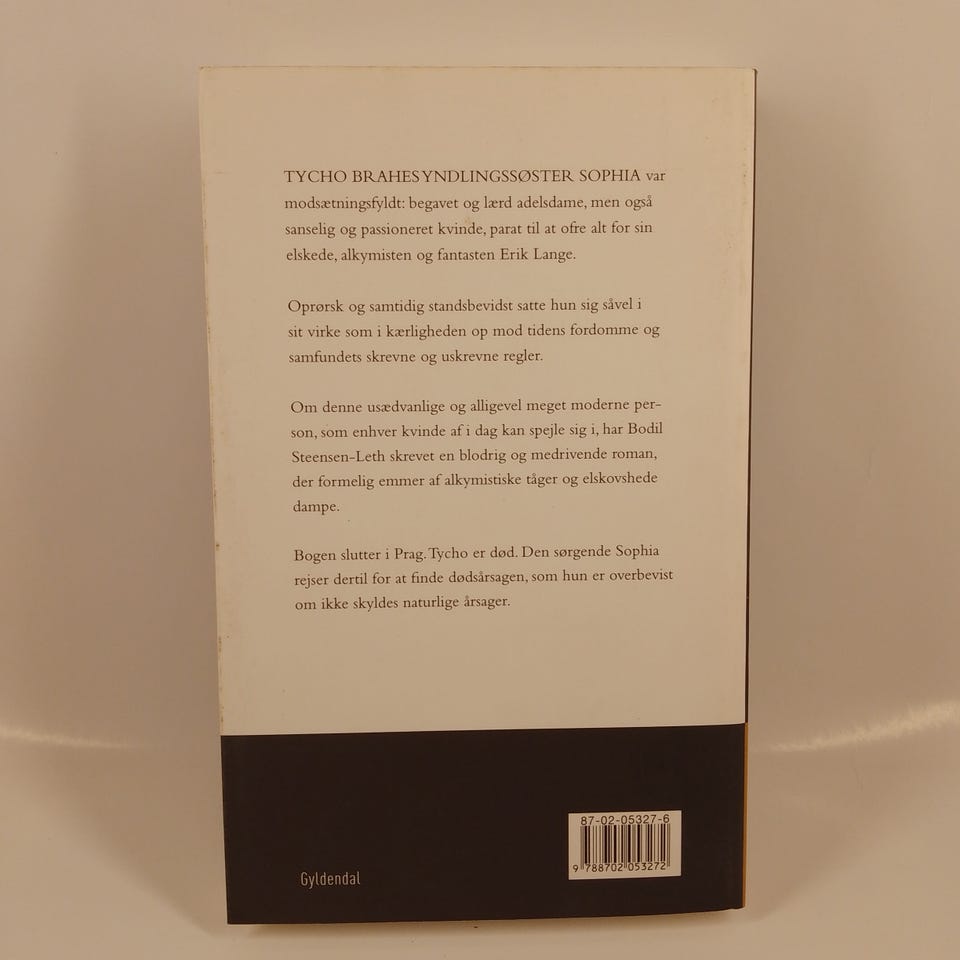 TYCHO BRAHES YNDLINGSSØSTER SOPHIA var
modsætningsfyldt: begavet og lærd adelsdame, men også
sanselig og passioneret kvinde, parat til at ofre alt for sin
elskede, alkymisten og fantasten Erik Lange.
Oprørsk og samtidig standsbevidst satte hun sig såvel i
sit virke som i kærligheden op mod tidens fordomme og
samfundets skrevne og uskrevne regler.
Om denne usædvanlige og alligevel meget moderne per-
son, som enhver kvinde af i dag kan spejle sig i, har Bodil
Steensen-Leth skrevet en blodrig og medrivende roman,
der formelig emmer af alkymistiske tåger og elskovshede
dampe.
Bogen slutter i Prag. Tycho er død. Den sørgende Sophia
rejser dertil for at finde dødsårsagen, som hun er overbevist
om ikke skyldes naturlige årsager.
87-02-05327-6
9 788702 053272
Gyldendal